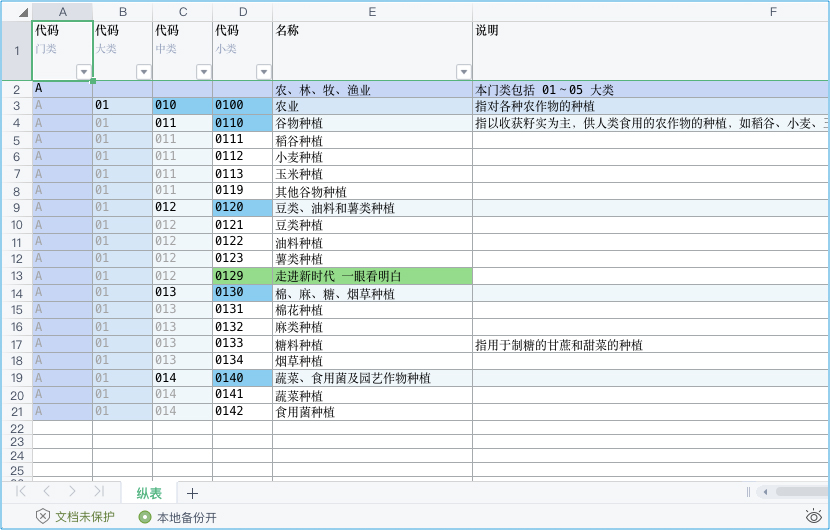 A B C D E F
1 代码 代码 代码 代码 名称 说明
门类 大类 中类 小类
2 A 农、林、牧、渔业 本门类包括 01～05 大类
3 A 01 010 0100 农业 指对各种农作物的种植
4 A 01 011 0110 谷物种植 指以收获籽实为主，供人类食用的农作物的种植，如稻谷、小麦、
5 A 01 011 0111 稻谷种植
6 A 01 011 0112 小麦种植
7 A 01 011 0113 玉米种植
8 A 01 011 0119 其他谷物种植
9 A 01 012 0120 豆类、油料和薯类种植
10 A 01 012 0121 豆类种植
11 A 01 012 0122 油料种植
12 A 01 012 0123 薯类种植
13 A 01 012 0129 走进新时代 一眼看明白
14 A 01 013 0130 棉、麻、糖、烟草种植
15 A 01 013 0131 棉花种植
16 A 01 013 0132 麻类种植
17 A 01 013 0133 糖料种植 指用于制糖的甘蔗和甜菜的种植
18 A 01 013 0134 烟草种植
19 A 01 014 0140 蔬菜、食用菌及园艺作物种植
20 A 01 014 0141 蔬菜种植
21 A 01 014 0142 食用菌种植
22
23
24
25
纵表
文档未保护 本地备份开